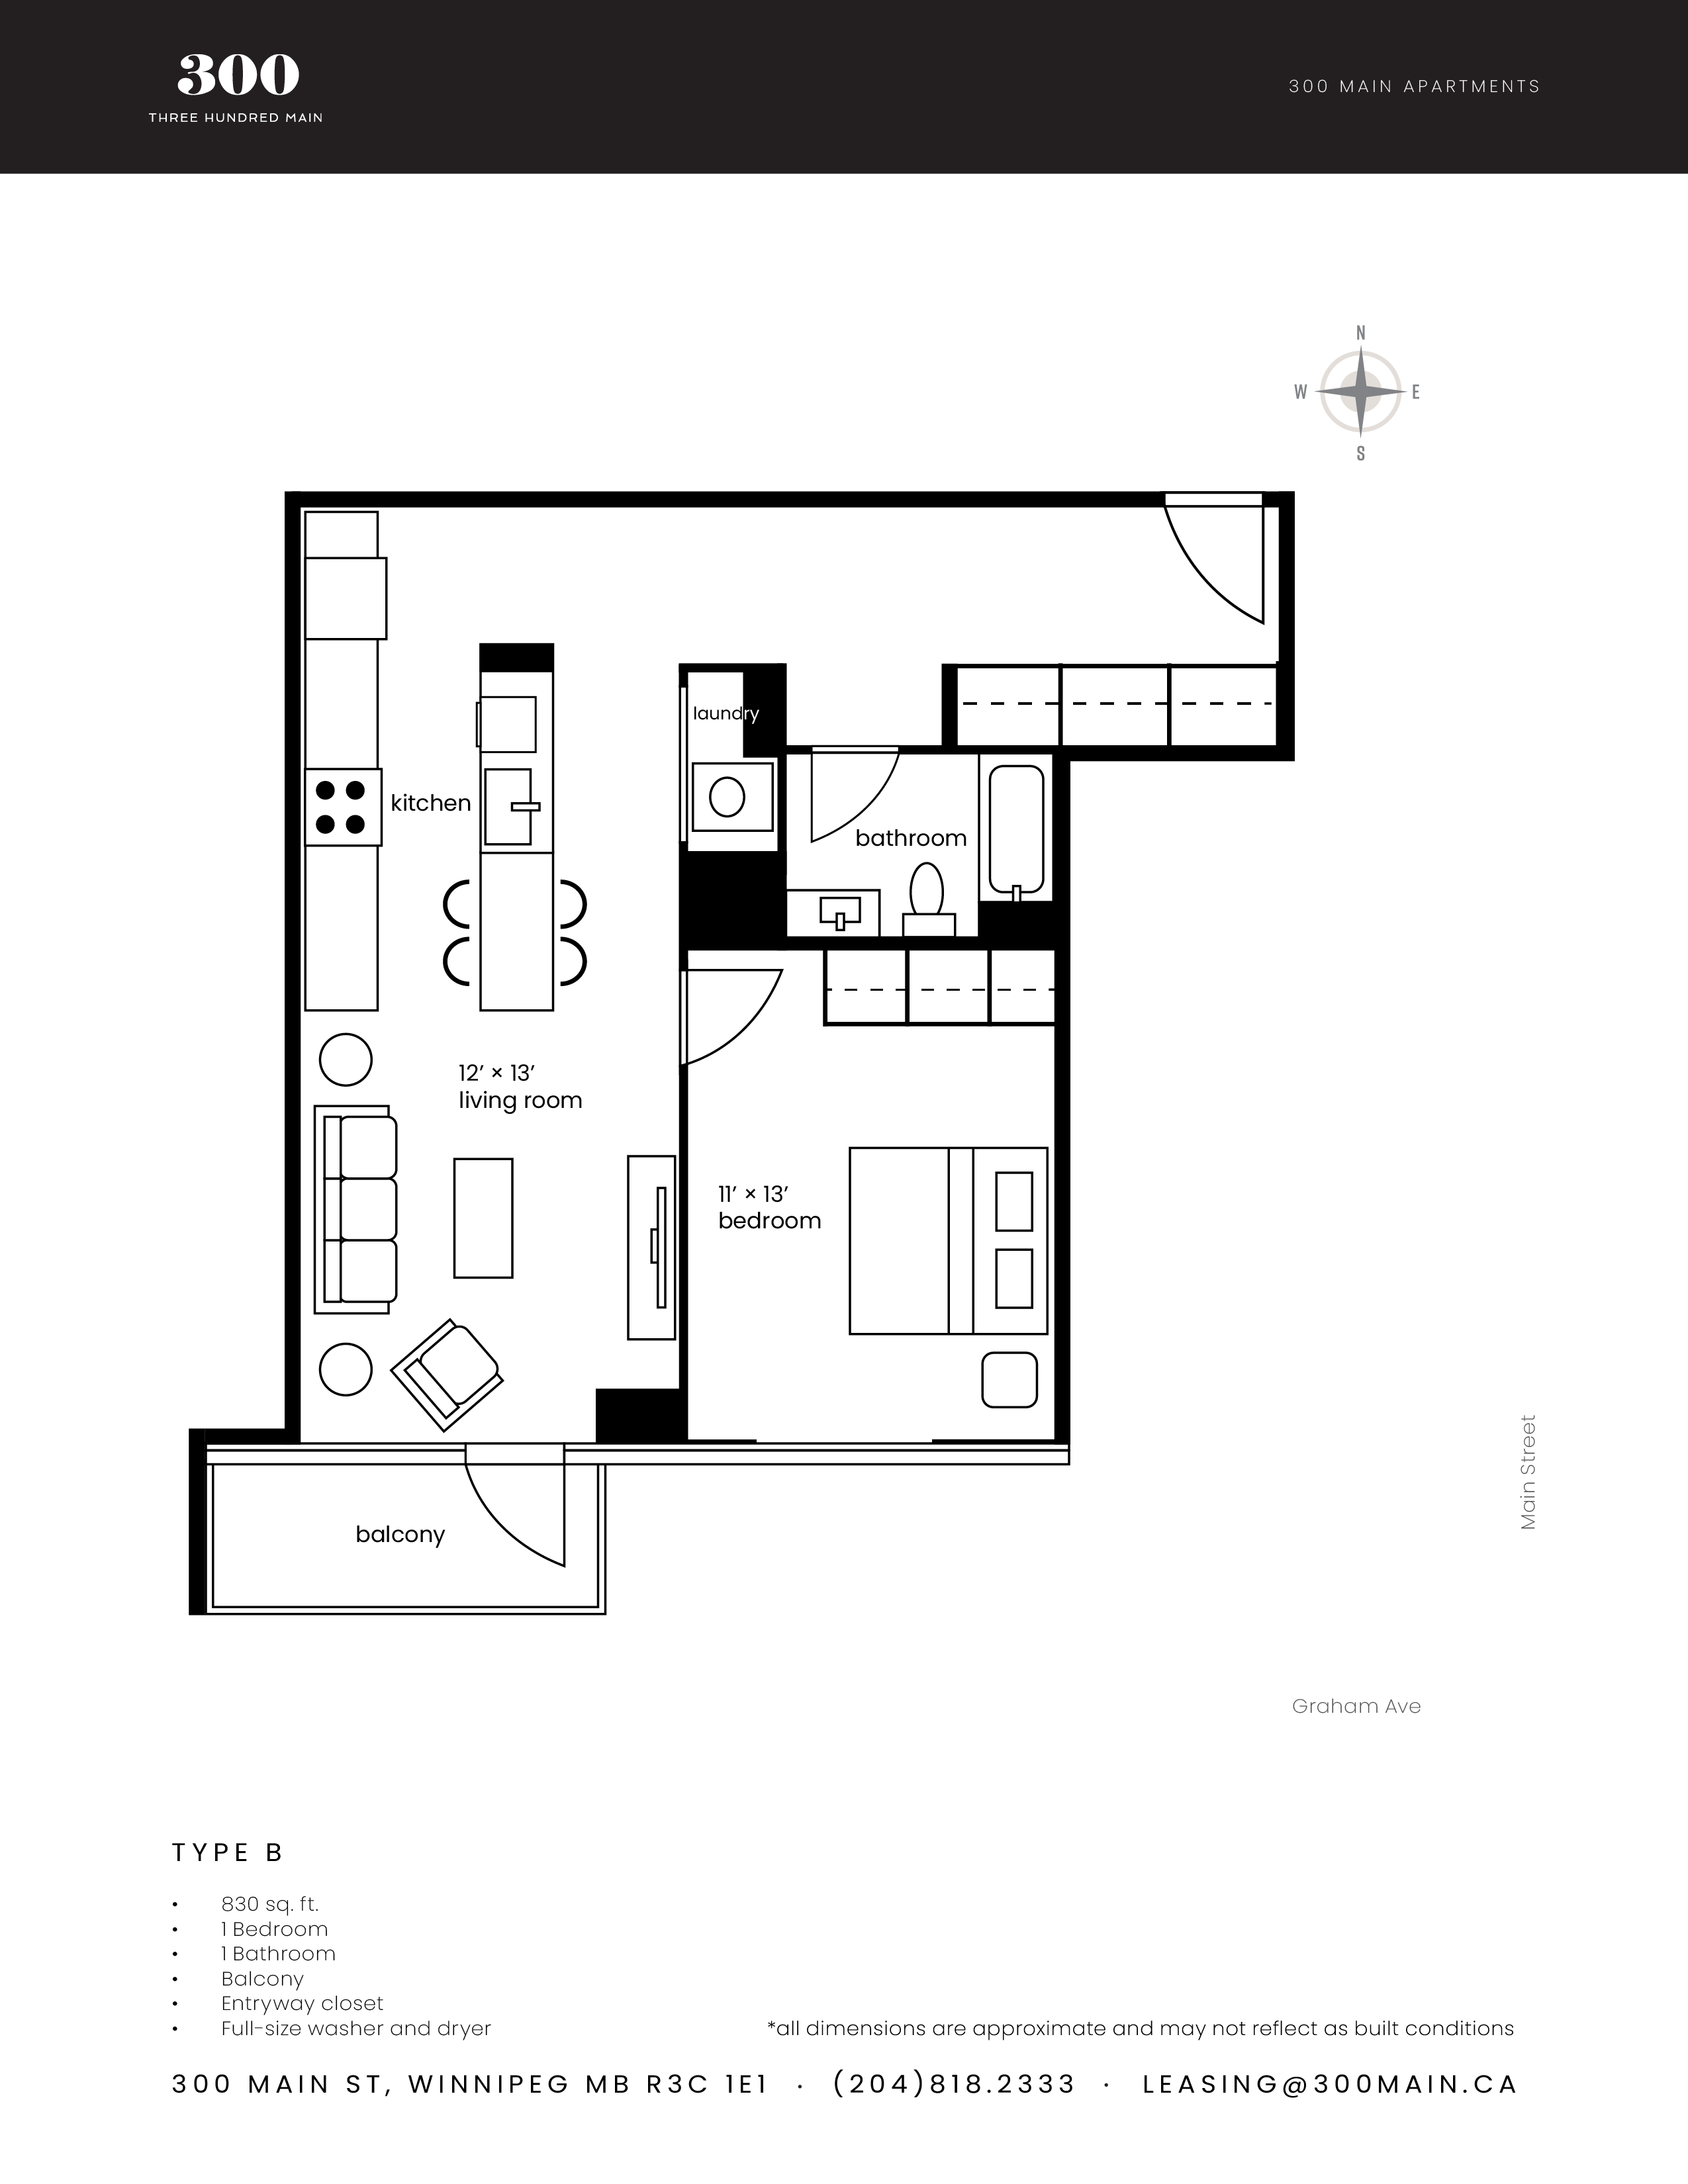 300
THREE HUNDRED MAIN
300 MAIN APARTMENTS
N
W
E
S
laundry
kitchen
bathroom
12’ × 13’
living room
11’ × 13’
bedroom
balcony
Main Street
Graham Ave
TYPE B
• 830 sq. ft.
• 1 Bedroom
• 1 Bathroom
• Balcony
• Entryway closet
• Full-size washer and dryer
*all dimensions are approximate and may not reflect as built conditions
300 MAIN ST, WINNIPEG MB R3C 1E1 · (204)818.2333 · LEASING@300MAIN.CA